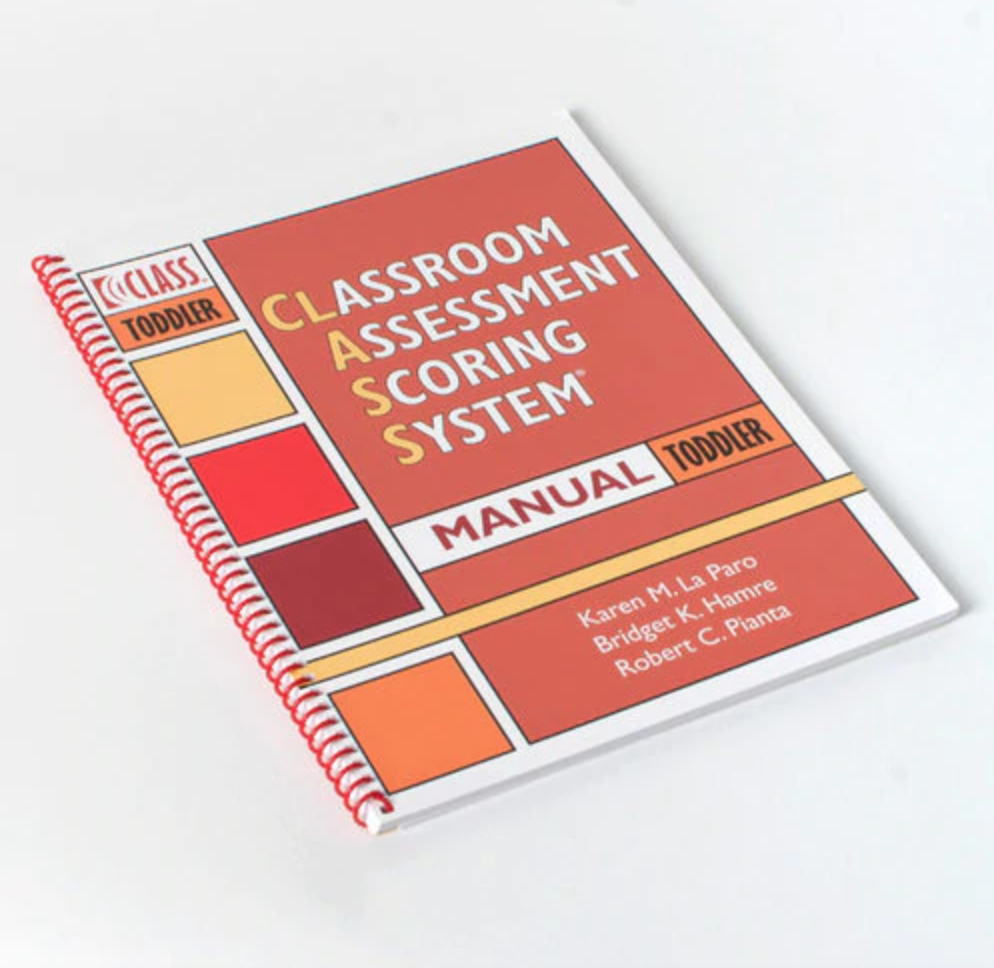 CLASS
TODDLER
CLASSROOM
ASSESSMENT
SCORING
SYSTEM®
MANUAL TODDLER
Karen M. La Paro
Bridget K. Hamre
Robert C. Pianta